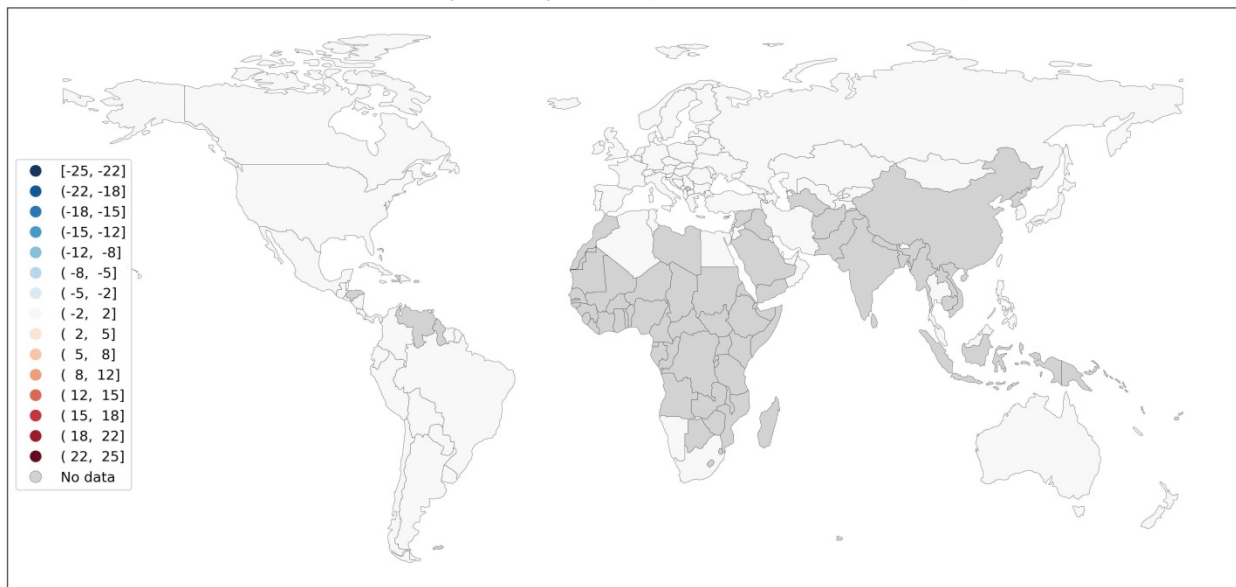 [-25, -22]
(-22, -18]
(-18, -15]
(-15, -12]
(-12, -8]
( -8, -5]
( -5, -2]
( -2, 2]
( 2, 5]
( 5, 8]
( 8, 12]
( 12, 15]
( 15, 18]
( 18, 22]
( 22, 25]
No data